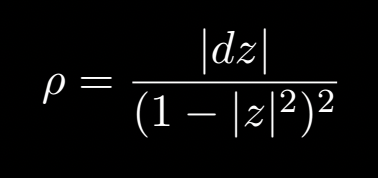 ρ = |dz| / (1 − |z|²)²